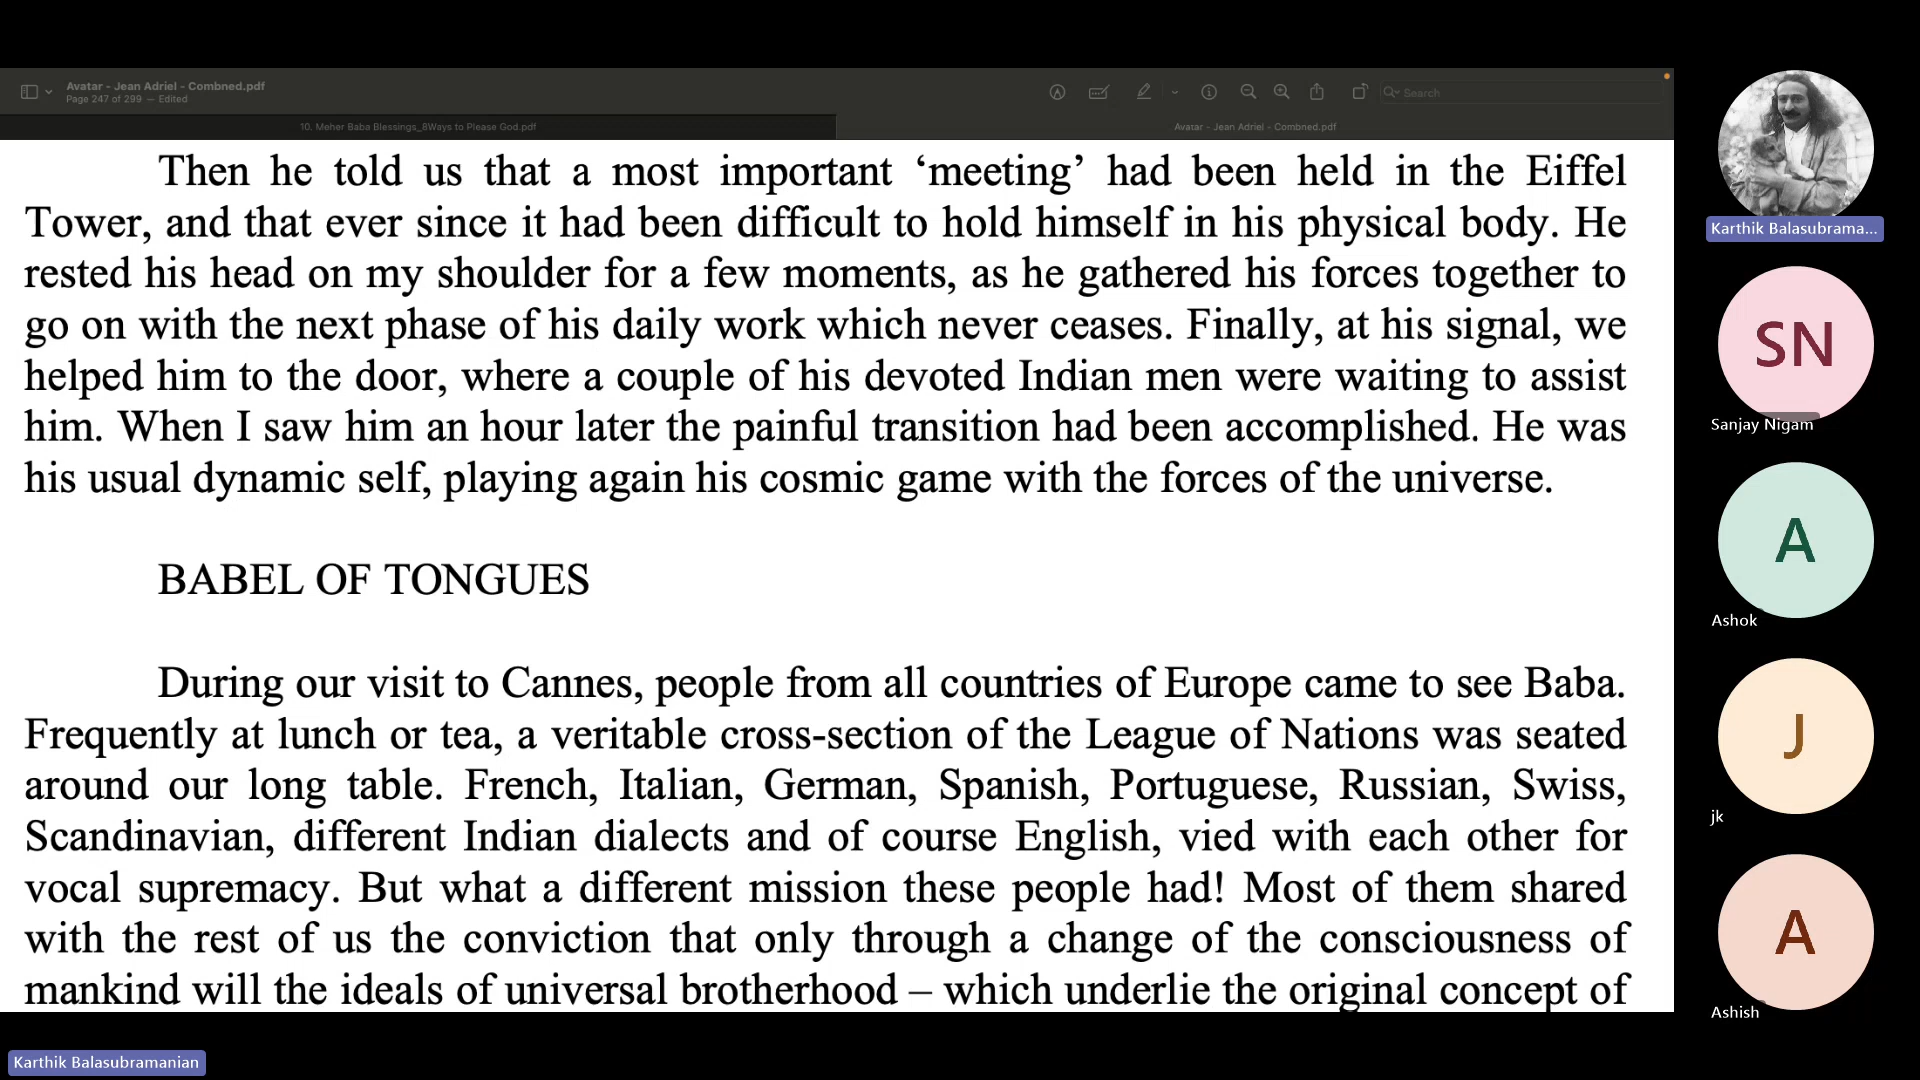 Avatar - Jean Adriel - Combned.pdf
Page 247 of 299 — Edited
Search
10. Meher Baba Blessings_8Ways to Please God.pdf
Avatar - Jean Adriel - Combned.pdf
Then he told us that a most important ‘meeting’ had been held in the Eiffel
Tower, and that ever since it had been difficult to hold himself in his physical body. He
rested his head on my shoulder for a few moments, as he gathered his forces together to
go on with the next phase of his daily work which never ceases. Finally, at his signal, we
helped him to the door, where a couple of his devoted Indian men were waiting to assist
him. When I saw him an hour later the painful transition had been accomplished. He was
his usual dynamic self, playing again his cosmic game with the forces of the universe.
BABEL OF TONGUES
During our visit to Cannes, people from all countries of Europe came to see Baba.
Frequently at lunch or tea, a veritable cross-section of the League of Nations was seated
around our long table. French, Italian, German, Spanish, Portuguese, Russian, Swiss,
Scandinavian, different Indian dialects and of course English, vied with each other for
vocal supremacy. But what a different mission these people had! Most of them shared
with the rest of us the conviction that only through a change of the consciousness of
mankind will the ideals of universal brotherhood – which underlie the original concept of
Karthik Balasubrama...
SN
Sanjay Nigam
A
Ashok
J
jk
A
Ashish
Karthik Balasubramanian